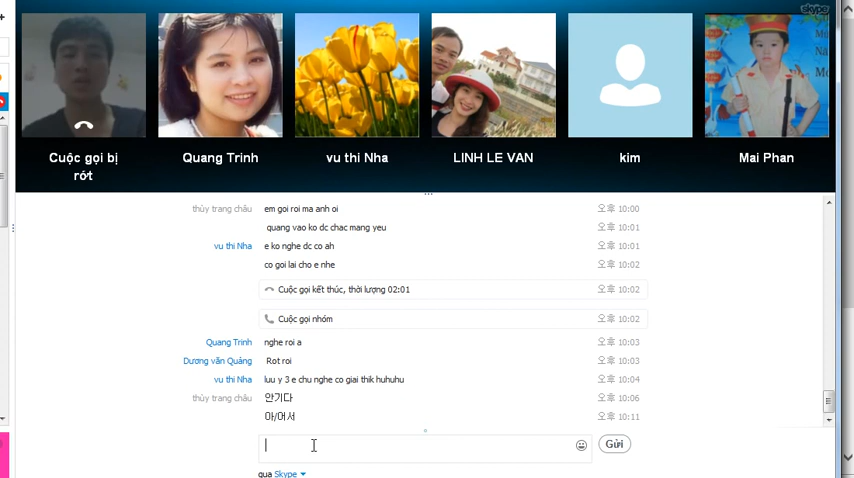 skype
Cuộc gọi bị
rớt
Quang Trinh
vu thi Nha
LINH LE VAN
kim
Mai Phan
thùy trang châu em goi roi ma anh oi 오후 10:00
quang vao ko dc chac mang yeu 오후 10:01
vu thi Nha e ko nghe dc co ah 오후 10:01
co goi lai cho e nhe 오후 10:02
Cuộc gọi kết thúc, thời lượng 02:01 오후 10:02
Cuộc gọi nhóm 오후 10:02
Quang Trinh nghe roi a 오후 10:03
Dương văn Quảng Rot roi 오후 10:03
vu thi Nha luu y 3 e chu nghe co giai thik huhuhu 오후 10:04
thùy trang châu 안기다 오후 10:06
아/어서 오후 10:11
Gửi
qua Skype